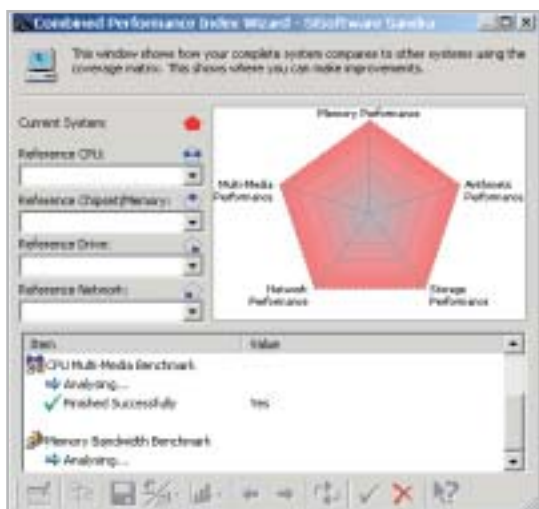 Combined Performance Index Wizard - SiSoftware Sandra
This window shows how your complete system compares to other systems using the
coverage matrix. This shows where you can make improvements.
Current System:
Reference CPU:
Reference Chipset/Memory:
Reference Drive:
Reference Network:
Memory Performance
Multi-Media
Performance
Arithmetic
Performance
Network
Performance
Storage
Performance
Item Value
CPU Multi-Media Benchmark
Analysing...
Finished Successfully Yes
Memory Bandwidth Benchmark
Analysing...